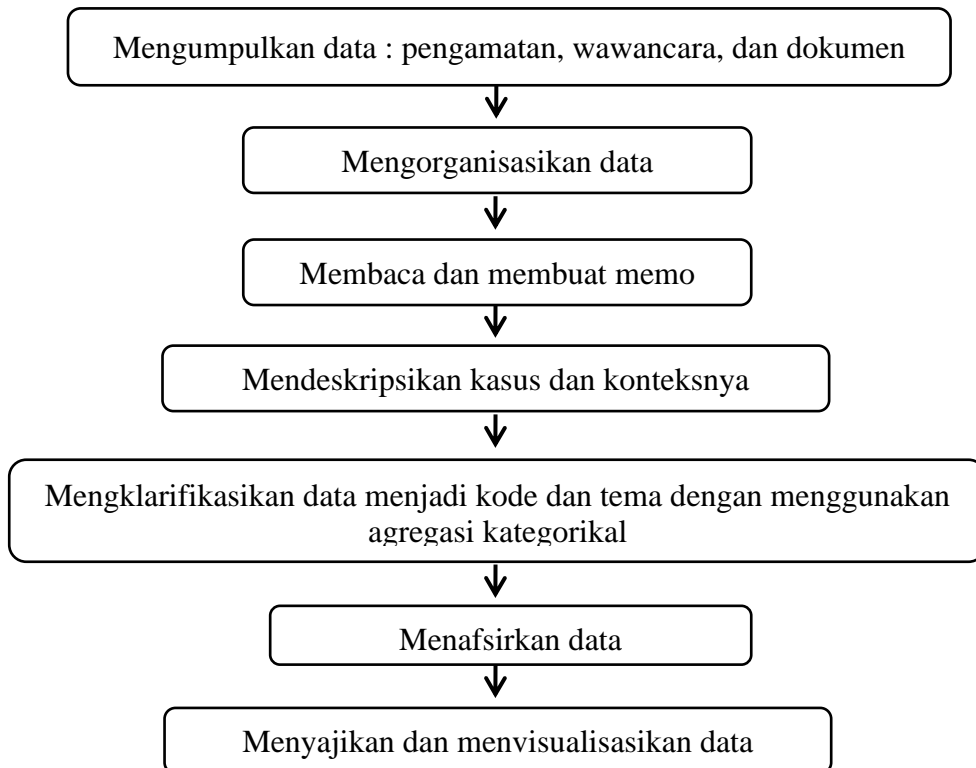 Mengumpulkan data : pengamatan, wawancara, dan dokumen
Mengorganisasikan data
Membaca dan membuat memo
Mendeskripsikan kasus dan konteksnya
Mengklarifikasikan data menjadi kode dan tema dengan menggunakan
agregasi kategorikal
Menafsirkan data
Menyajikan dan menvisualisasikan data